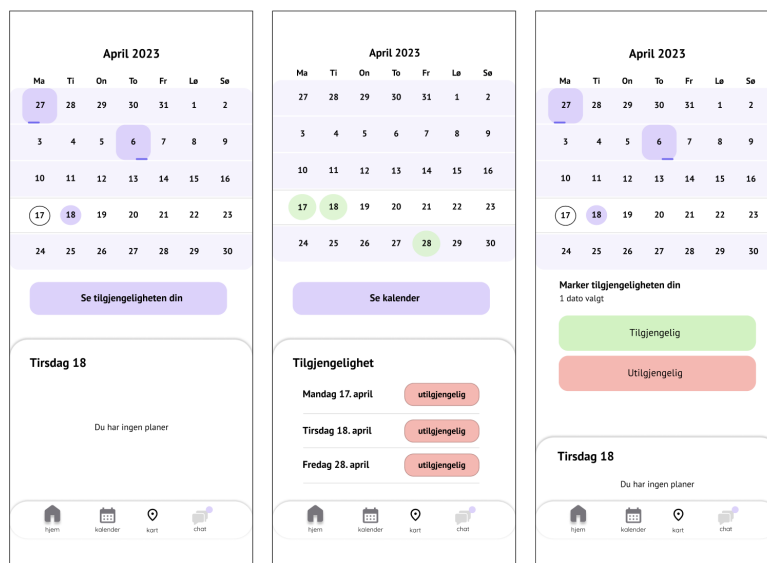 April 2023
Ma Ti On To Fr Lø Sø
27 28 29 30 31 1 2
3 4 5 6 7 8 9
10 11 12 13 14 15 16
17 18 19 20 21 22 23
24 25 26 27 28 29 30
Se tilgjengeligheten din
Tirsdag 18
Du har ingen planer
hjem kalender kart chat
April 2023
Ma Ti On To Fr Lø Sø
27 28 29 30 31 1 2
3 4 5 6 7 8 9
10 11 12 13 14 15 16
17 18 19 20 21 22 23
24 25 26 27 28 29 30
Se kalender
Tilgjengelighet
Mandag 17. april utilgjengelig
Tirsdag 18. april utilgjengelig
Fredag 28. april utilgjengelig
hjem kalender kart chat
April 2023
Ma Ti On To Fr Lø Sø
27 28 29 30 31 1 2
3 4 5 6 7 8 9
10 11 12 13 14 15 16
17 18 19 20 21 22 23
24 25 26 27 28 29 30
Marker tilgjengeligheten din
1 dato valgt
Tilgjengelig
Utilgjengelig
Tirsdag 18
Du har ingen planer
hjem kalender kart chat